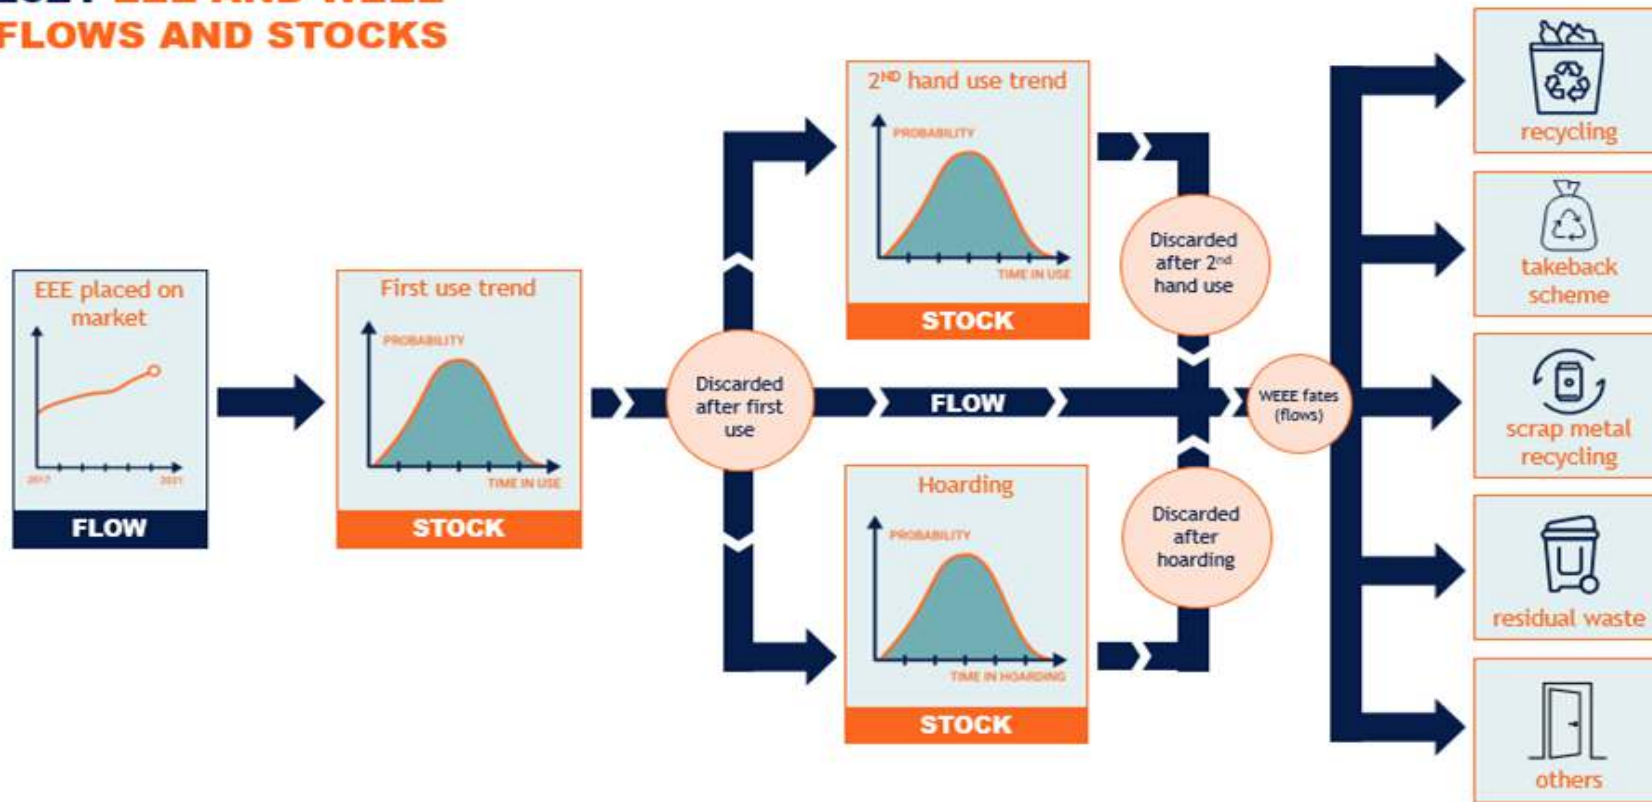 FLOWS AND STOCKS
EEE placed on
market
2017
2021
FLOW
First use trend
PROBABILITY
TIME IN USE
STOCK
Discarded
after first
use
2ND hand use trend
PROBABILITY
TIME IN USE
STOCK
FLOW
Hoarding
PROBABILITY
TIME IN HOARDING
STOCK
Discarded
after 2nd
hand use
Discarded
after
hoarding
WEEE fates
(flows)
recycling
takeback
scheme
scrap metal
recycling
residual waste
others